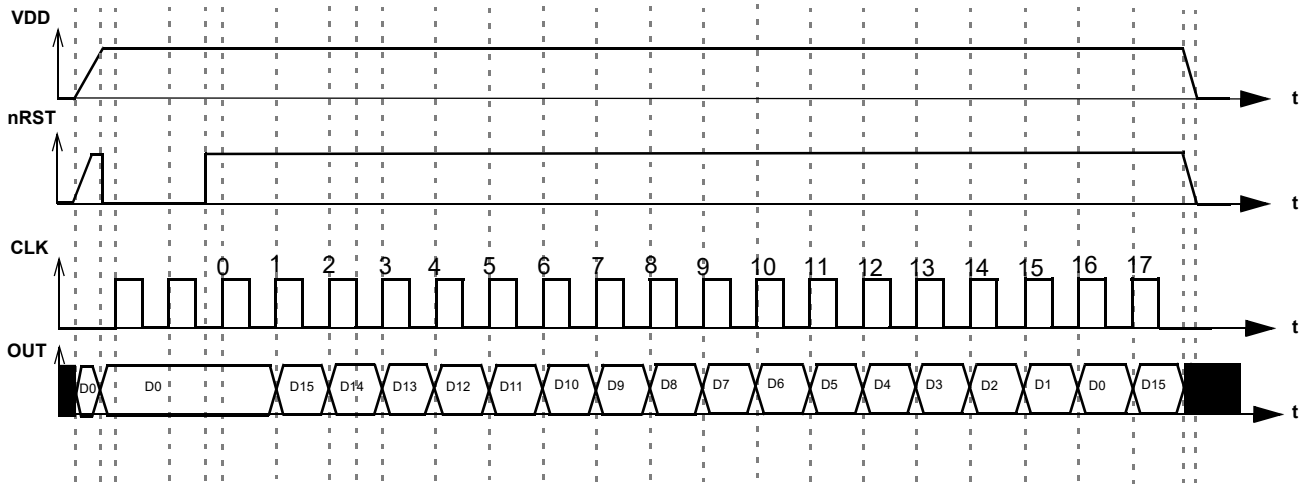 VDD
t
nRST
t
CLK
0 1 2 3 4 5 6 7 8 9 10 11 12 13 14 15 16 17
t
OUT
D0 D0 D15 D14 D13 D12 D11 D10 D9 D8 D7 D6 D5 D4 D3 D2 D1 D0 D15
t